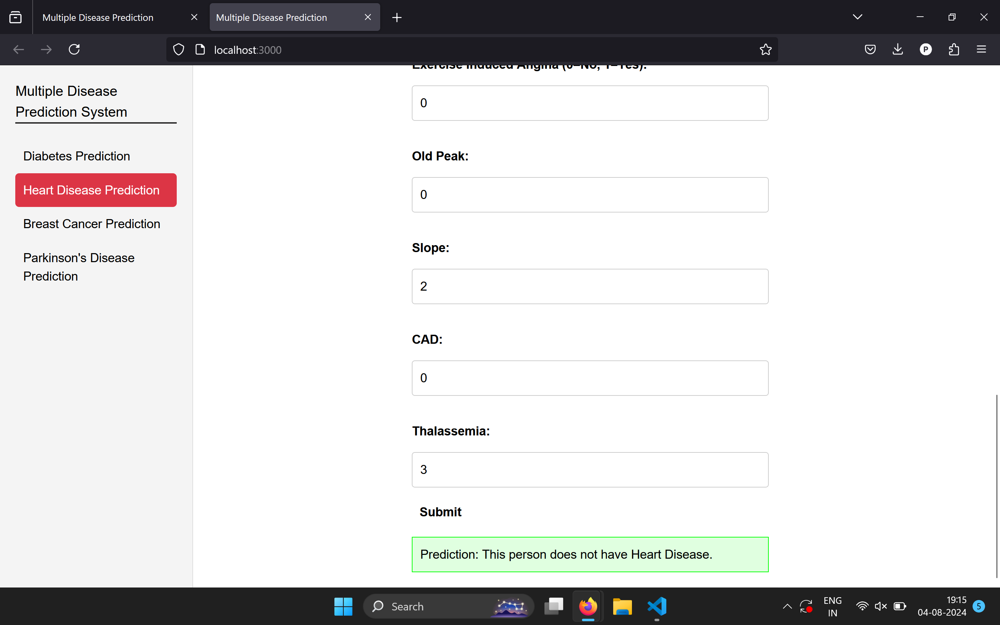 Multiple Disease Prediction
Multiple Disease Prediction
localhost:3000
P
Multiple Disease
Prediction System
Diabetes Prediction
Heart Disease Prediction
Breast Cancer Prediction
Parkinson's Disease
Prediction
Exercise Induced Angina (0=No, 1=Yes):
0
Old Peak:
0
Slope:
2
CAD:
0
Thalassemia:
3
Submit
Prediction: This person does not have Heart Disease.
Search
ENG
IN
19:15
04-08-2024
5